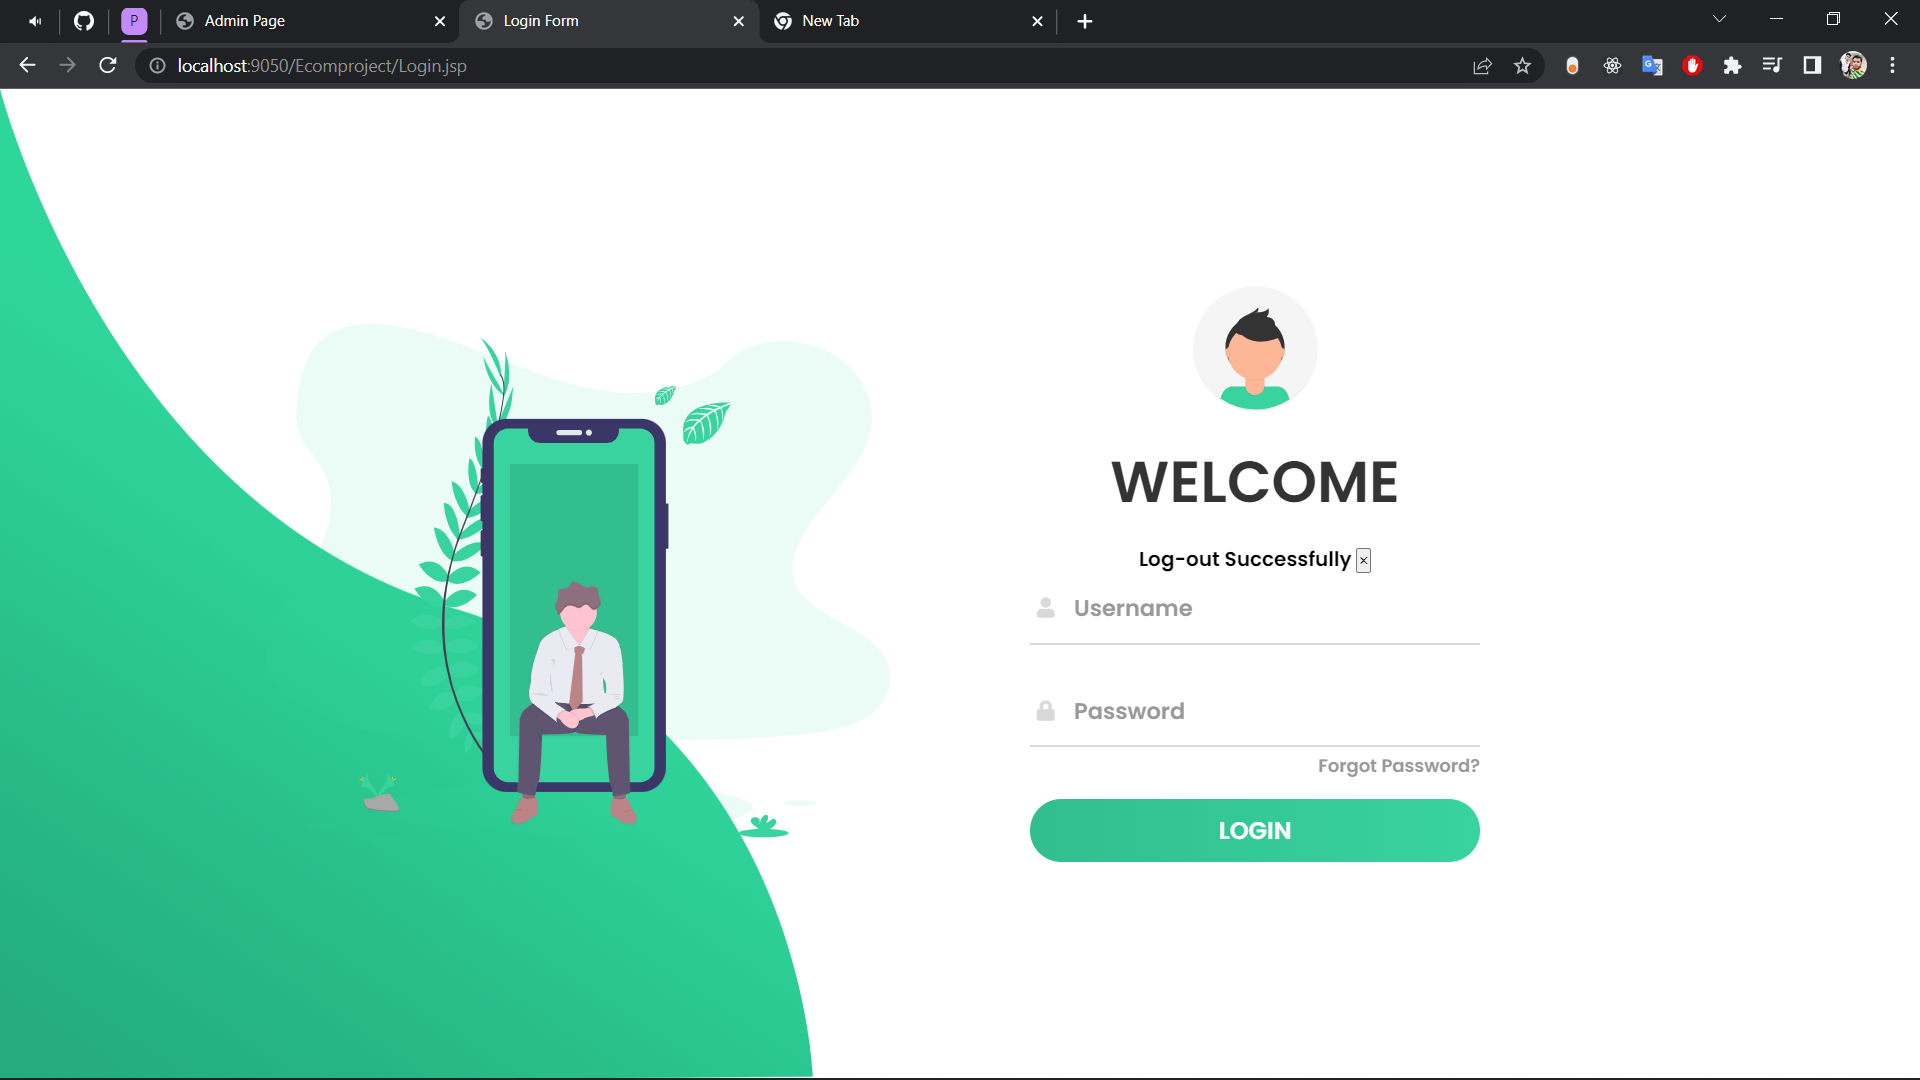 P
Admin Page
Login Form
New Tab
localhost:9050/Ecomproject/Login.jsp
WELCOME
Log-out Successfully ×
Username
Password
Forgot Password?
LOGIN